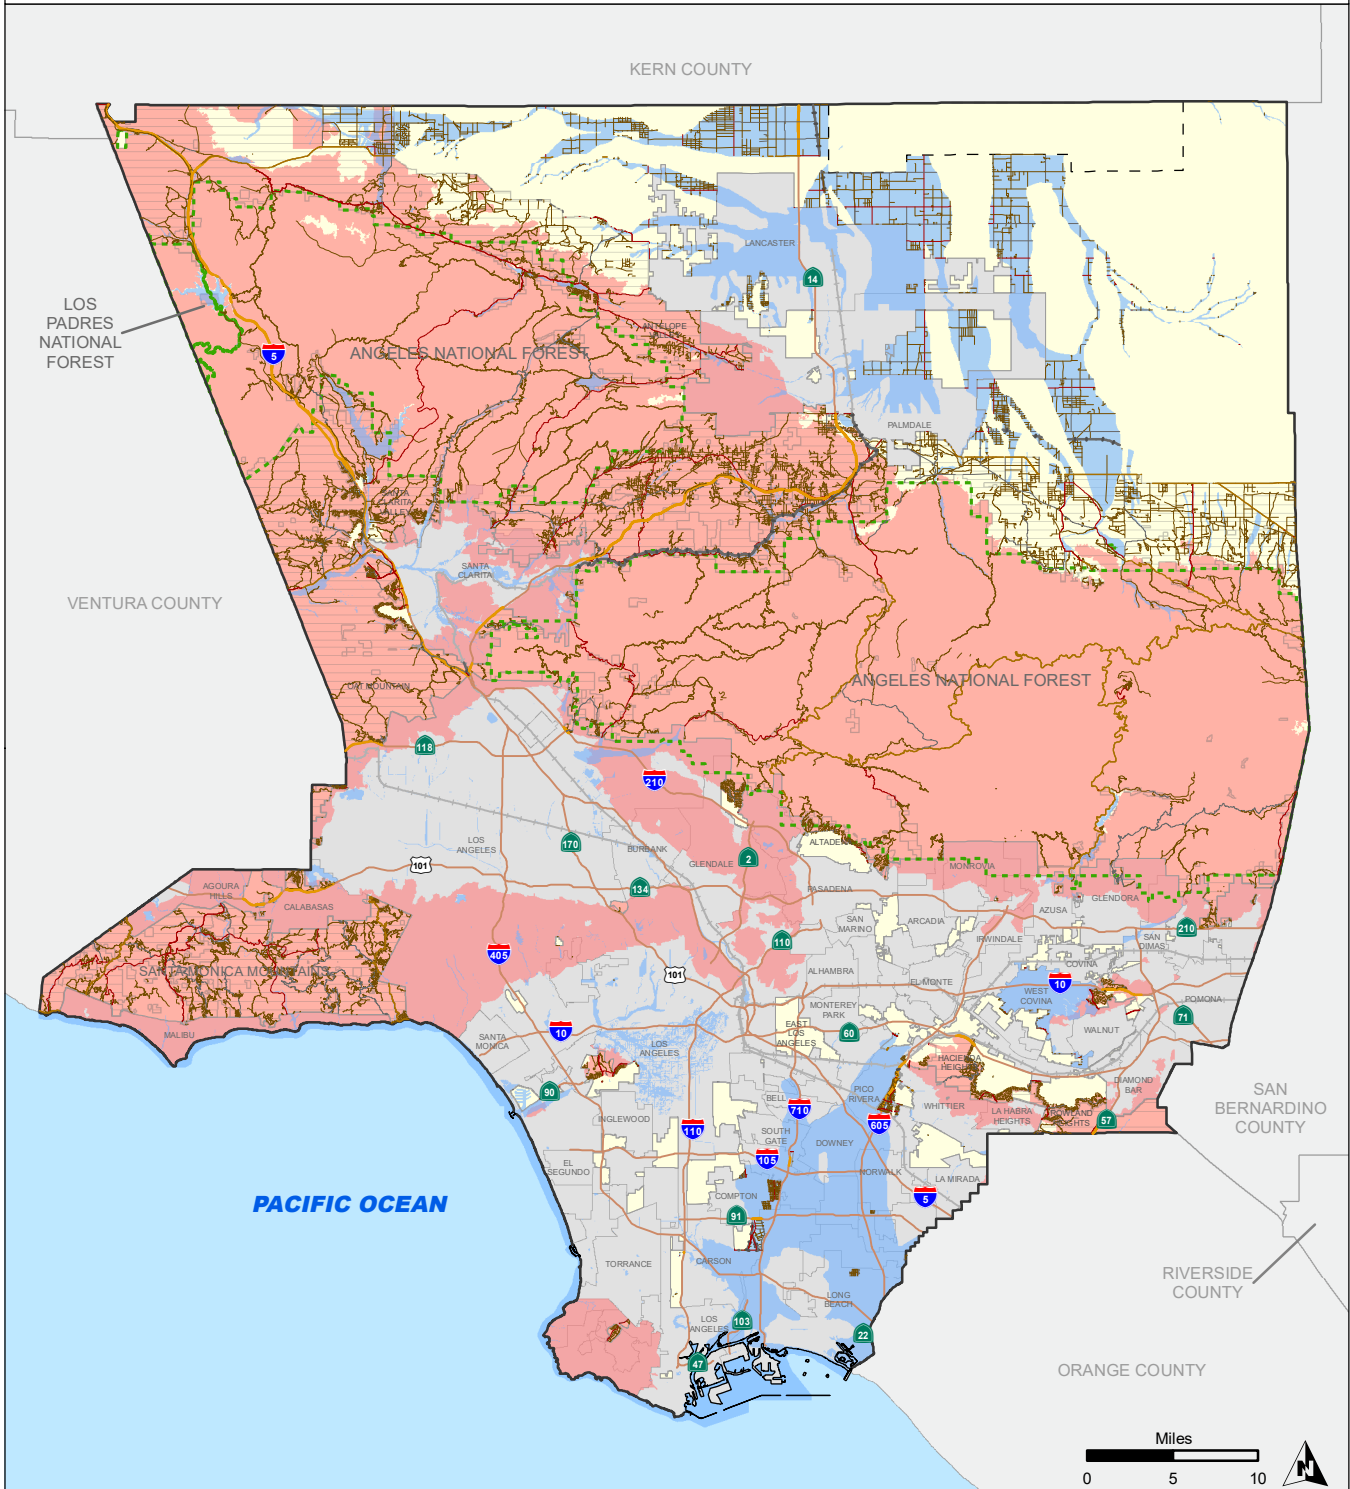 KERN COUNTY
LANCASTER
14
LOS
PADRES
NATIONAL
FOREST
5
ANTELOPE
ANGELES NATIONAL FOREST
PALMDALE
SANTA
CLARITA
VALLEY
SANTA
CLARITA
VENTURA COUNTY
ANGELES NATIONAL FOREST
OAT MOUNTAIN
118
210
LOS
ANGELES
170
BURBANK
GLENDALE
2
ALTADENA
MONROVIA
101
134
PASADENA
AGOURA
HILLS
CALABASAS
GLENDORA
AZUSA
SAN
MARINO
ARCADIA
210
IRWINDALE
SAN
DIMAS
110
405
COVINA
SANTA MONICA MOUNTAINS
101
ALHAMBRA
EL MONTE
10
WEST
COVINA
POMONA
MONTEREY
PARK
71
MALIBU
SANTA
MONICA
10
EAST
LOS
ANGELES
60
WALNUT
LOS
ANGELES
HACIENDA
HEIGHTS
DIAMOND
BAR
90
BELL
PICO
RIVERA
SAN
BERNARDINO
COUNTY
INGLEWOOD
710
WHITTIER
LA HABRA
HEIGHTS
ROWLAND
HEIGHTS
57
605
110
SOUTH
GATE
DOWNEY
105
EL
SEGUNDO
NORWALK
LA MIRADA
5
PACIFIC OCEAN
COMPTON
91
TORRANCE
CARSON
RIVERSIDE
COUNTY
LONG
BEACH
LOS
ANGELES
103
22
47
ORANGE COUNTY
Miles
0 5 10
N